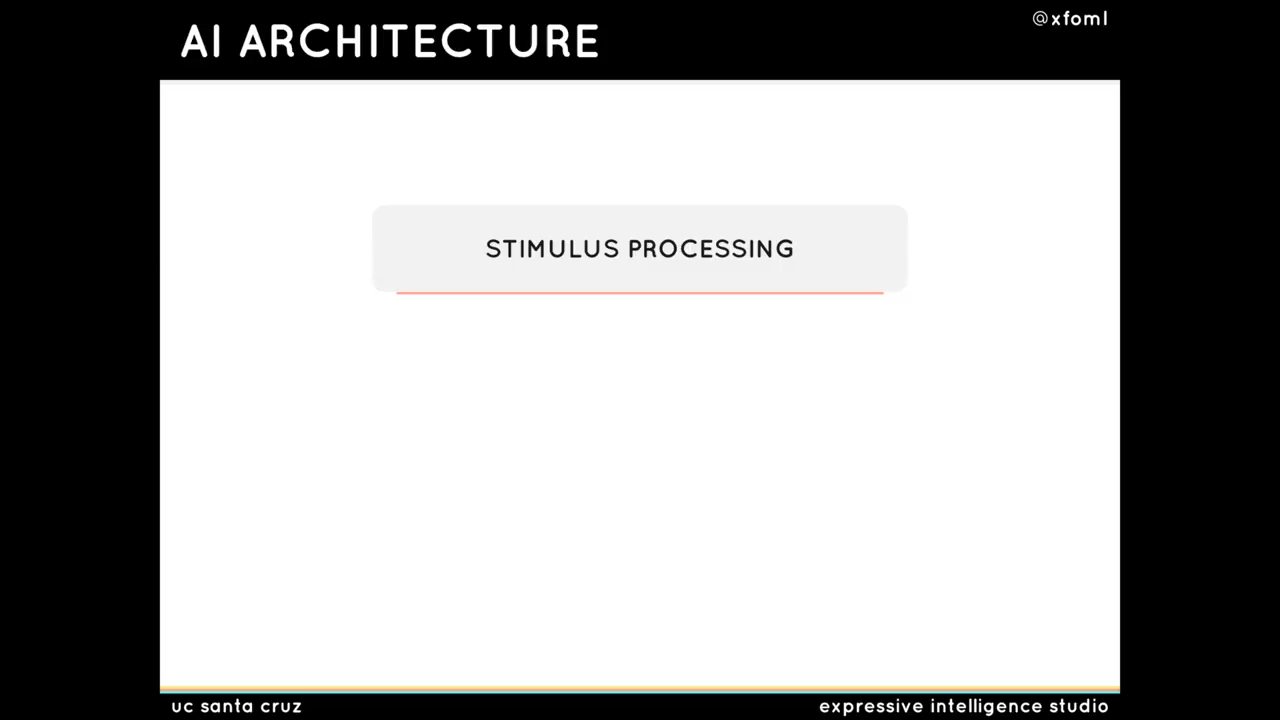 @xfoml
AI ARCHITECTURE
STIMULUS PROCESSING
uc santa cruz
expressive intelligence studio